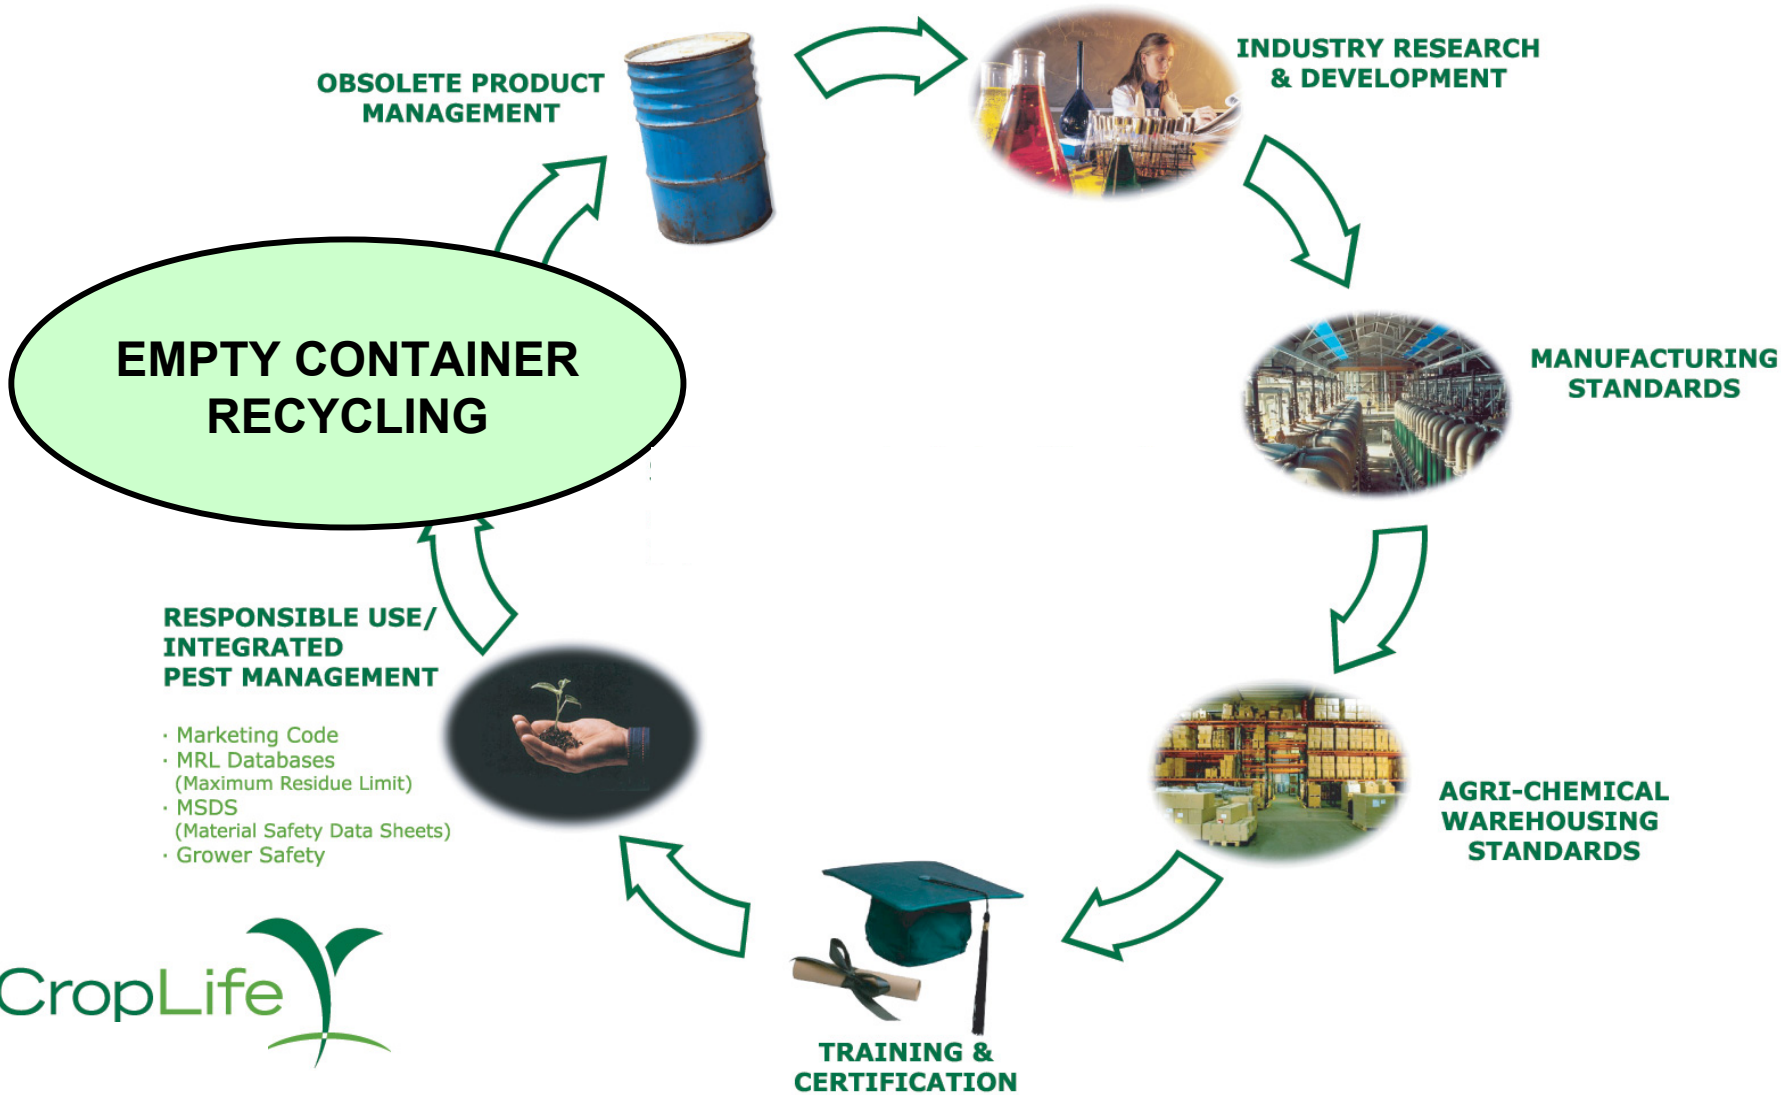 OBSOLETE PRODUCT
MANAGEMENT
INDUSTRY RESEARCH
& DEVELOPMENT
EMPTY CONTAINER
RECYCLING
MANUFACTURING
STANDARDS
RESPONSIBLE USE/
INTEGRATED
PEST MANAGEMENT
· Marketing Code
· MRL Databases
(Maximum Residue Limit)
· MSDS
(Material Safety Data Sheets)
· Grower Safety
AGRI-CHEMICAL
WAREHOUSING
STANDARDS
TRAINING &
CERTIFICATION
CropLife